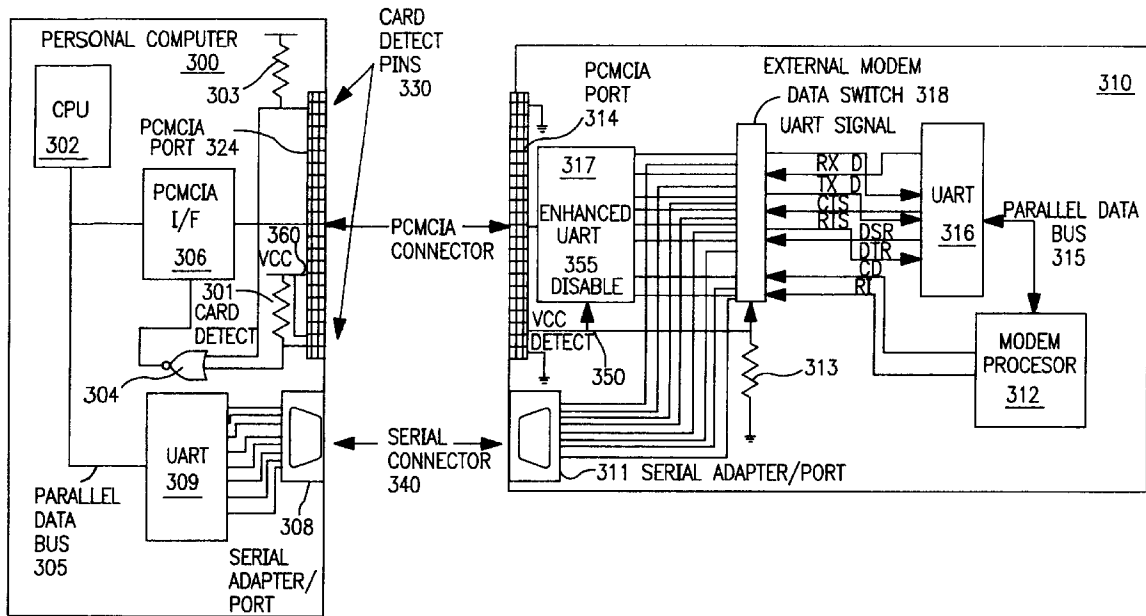 PERSONAL COMPUTER
300
303
CPU
302
PCMCIA
PORT 324
PCMCIA
I/F
306
360
VCC
301
CARD
DETECT
304
UART
309
PARALLEL
DATA
BUS
305
308
SERIAL
ADAPTER/
PORT
CARD
DETECT
PINS
330
PCMCIA
CONNECTOR
SERIAL
CONNECTOR
340
PCMCIA
PORT
314
317
ENHANCED
UART
355
DISABLE
VCC
DETECT
350
313
311 SERIAL ADAPTER/PORT
EXTERNAL MODEM
310
DATA SWITCH 318
UART SIGNAL
RX D
TX D
CTS
RTS
DSR
DTR
CD
RI
UART
316
PARALLEL DATA
BUS
315
MODEM
PROCESOR
312